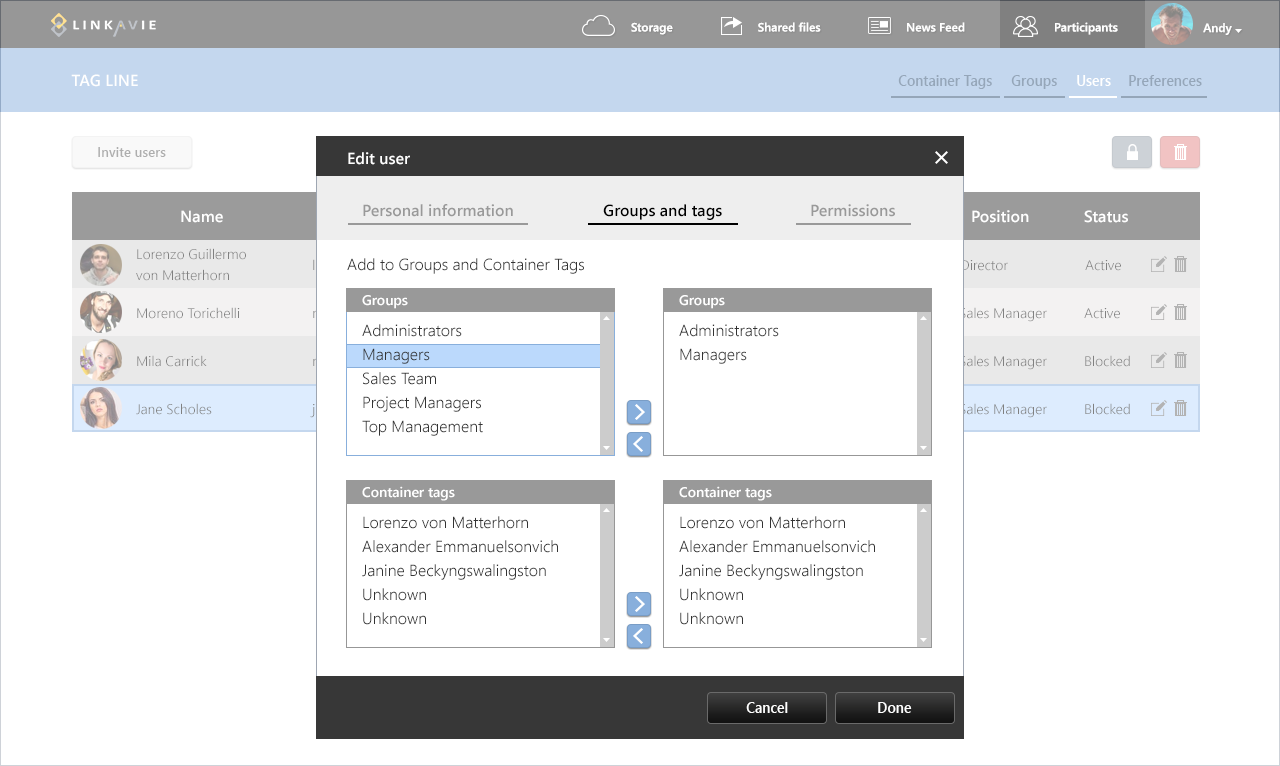 LINKAVIE
Storage
Shared files
News Feed
Participants
Andy
TAG LINE
Container Tags
Groups
Users
Preferences
Invite users
Name
Position
Status
Lorenzo Guillermo
von Matterhorn
Director
Active
Moreno Torichelli
Sales Manager
Active
Mila Carrick
Sales Manager
Blocked
Jane Scholes
j
Sales Manager
Blocked
Edit user
Personal information
Groups and tags
Permissions
Add to Groups and Container Tags
Groups
Administrators
Managers
Sales Team
Project Managers
Top Management
Groups
Administrators
Managers
Container tags
Lorenzo von Matterhorn
Alexander Emmanuelsonvich
Janine Beckyngswalingston
Unknown
Unknown
Container tags
Lorenzo von Matterhorn
Alexander Emmanuelsonvich
Janine Beckyngswalingston
Unknown
Unknown
Cancel
Done